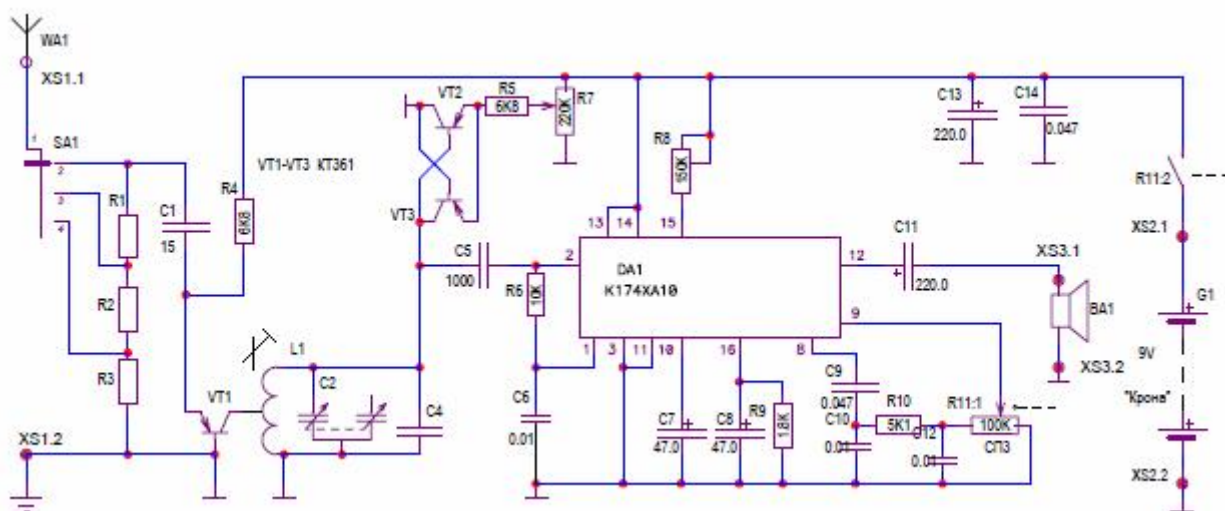 WA1
XS1.1
SA1
1
2
3
4
R1
R2
R3
C1
15
R4
6K8
VT1-VT3 KT361
VT1
XS1.2
L1
C2
C4
VT2
VT3
R5
6K8
R7
220K
C5
1000
R6
10K
C6
0.01
R8
150K
13
14
15
2
DA1
К174ХА10
12
9
1
3
11
10
16
8
C7
47.0
C8
47.0
R9
C9
0.047
C10
0.01
R10
5K1
C12
0.01
R11:1
100K
СП3
C11
220.0
XS3.1
BA1
XS3.2
C13
220.0
C14
0.047
R11:2
XS2.1
G1
9V
"Крона"
XS2.2